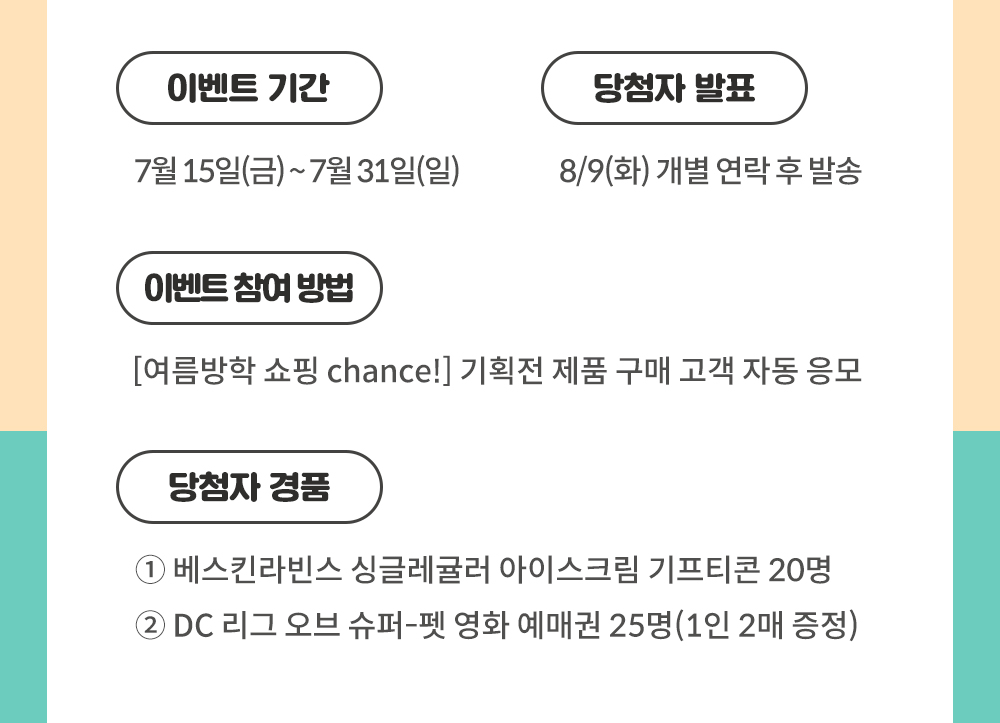 이벤트 기간
7월 15일(금) ~ 7월 31일(일)
당첨자 발표
8/9(화) 개별 연락 후 발송
이벤트 참여 방법
[여름방학 쇼핑 chance!] 기획전 제품 구매 고객 자동 응모
당첨자 경품
① 베스킨라빈스 싱글레귤러 아이스크림 기프티콘 20명
② DC 리그 오브 슈퍼-펫 영화 예매권 25명(1인 2매 증정)